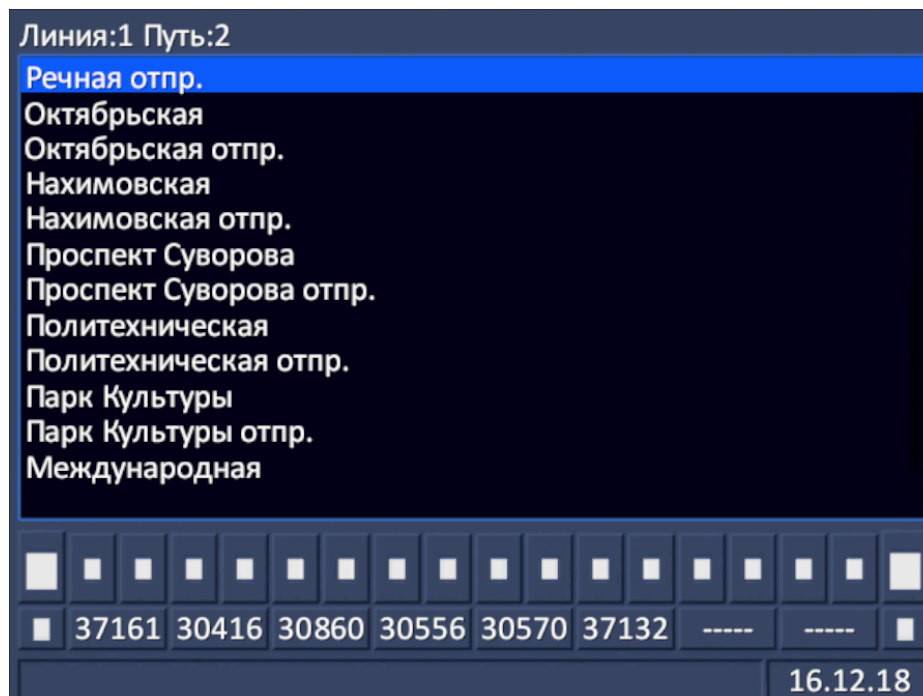 Линия:1 Путь:2
Речная отпр.
Октябрьская
Октябрьская отпр.
Нахимовская
Нахимовская отпр.
Проспект Суворова
Проспект Суворова отпр.
Политехническая
Политехническая отпр.
Парк Культуры
Парк Культуры отпр.
Международная
37161 30416 30860 30556 30570 37132 ----- -----
16.12.18